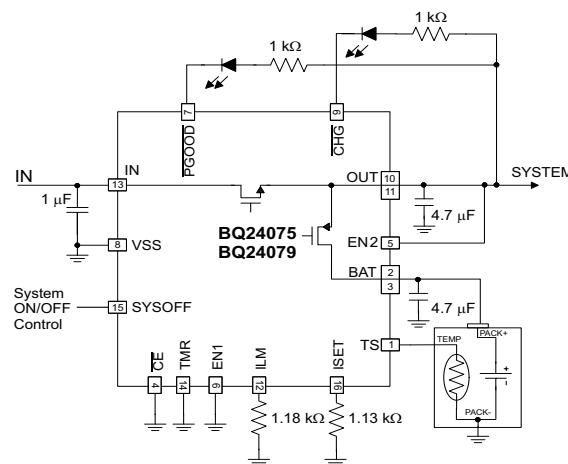 1 kΩ
1 kΩ
7
9
PGOOD
CHG
IN
IN
13
1 μF
OUT
10
11
SYSTEM
4.7 μF
EN2
5
BQ24075
BQ24079
8
VSS
BAT
2
3
4.7 μF
System
ON/OFF
Control
15
SYSOFF
TS
1
TEMP
PACK+
+
-
PACK-
CE
TMR
EN1
ILM
ISET
4
14
6
12
16
1.18 kΩ
1.13 kΩ